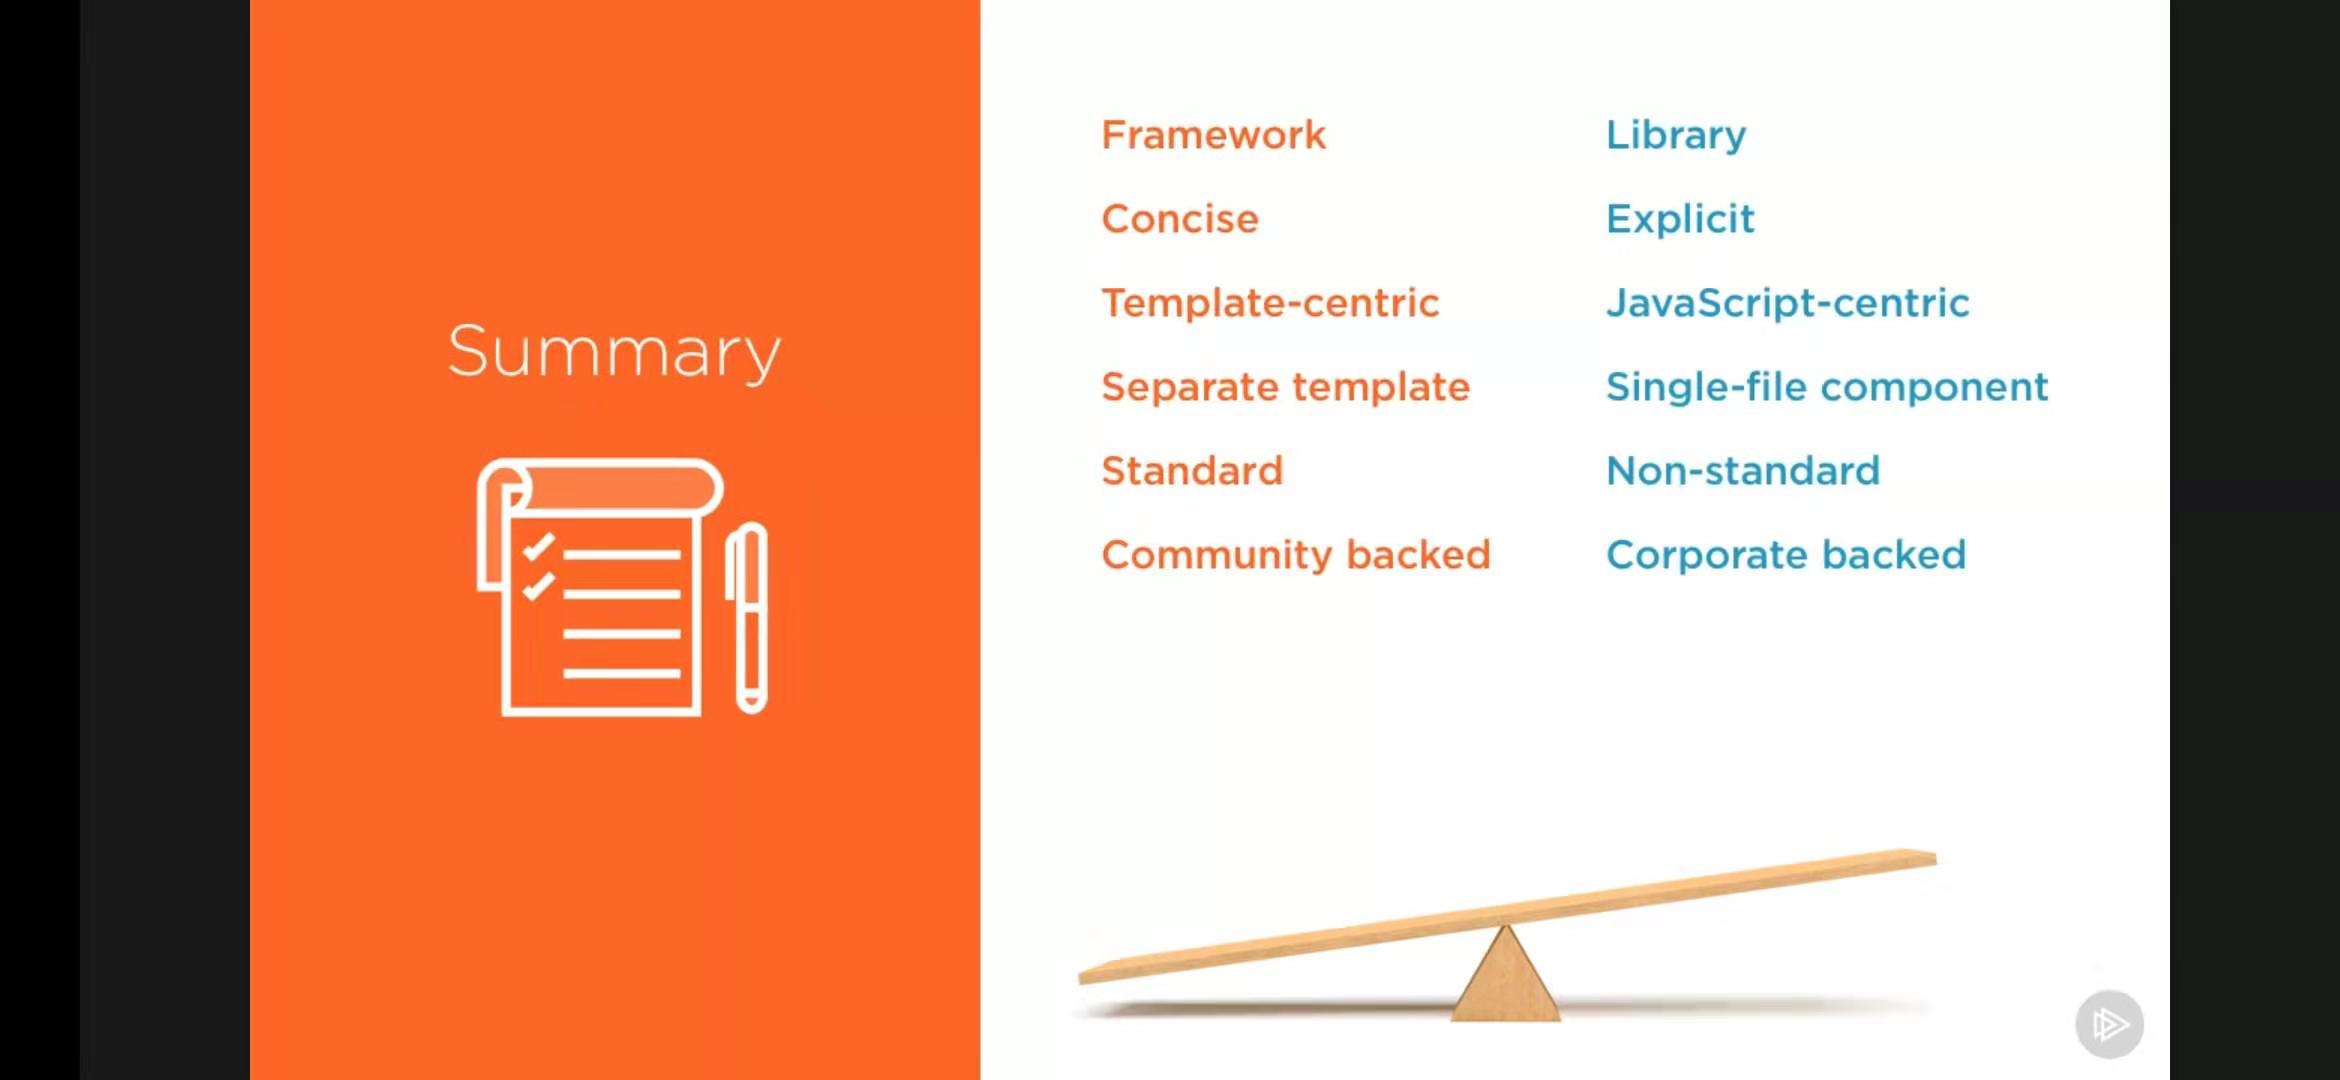 Summary
Framework Library
Concise Explicit
Template-centric JavaScript-centric
Separate template Single-file component
Standard Non-standard
Community backed Corporate backed